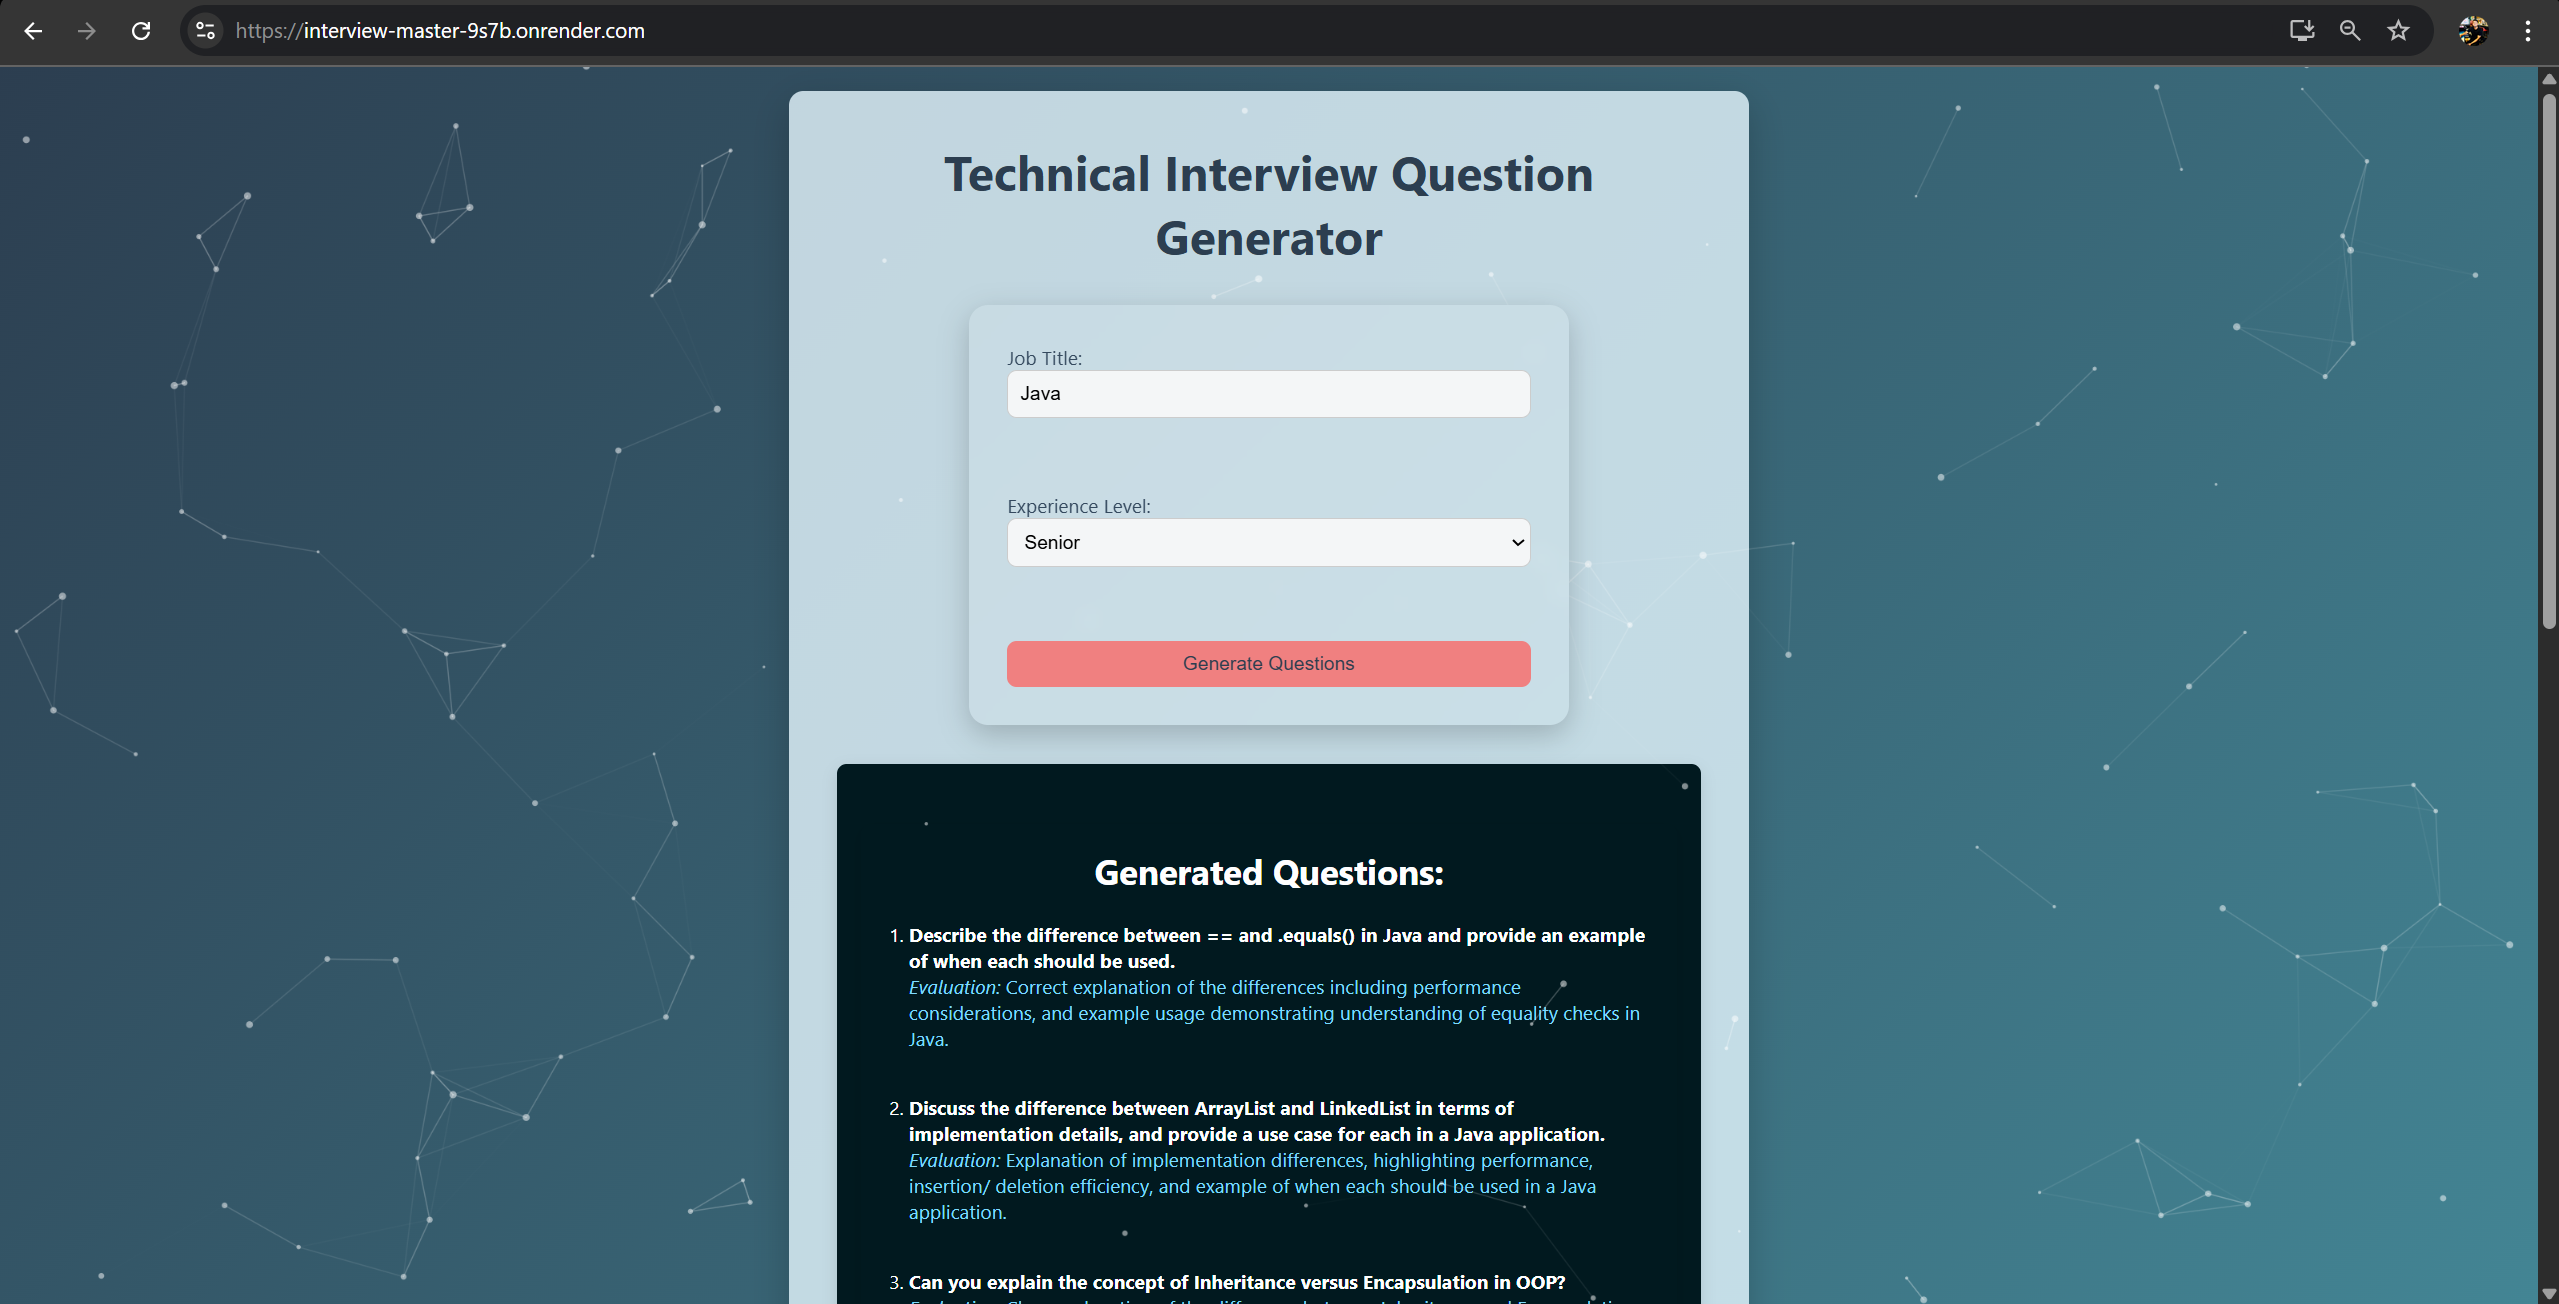 https://interview-master-9s7b.onrender.com
Technical Interview Question
Generator
Job Title:
Java
Experience Level:
Senior
Generate Questions
Generated Questions:
1. Describe the difference between == and .equals() in Java and provide an example
of when each should be used.
Evaluation: Correct explanation of the differences including performance
considerations, and example usage demonstrating understanding of equality checks in
Java.
2. Discuss the difference between ArrayList and LinkedList in terms of
implementation details, and provide a use case for each in a Java application.
Evaluation: Explanation of implementation differences, highlighting performance,
insertion/ deletion efficiency, and example of when each should be used in a Java
application.
3. Can you explain the concept of Inheritance versus Encapsulation in OOP?